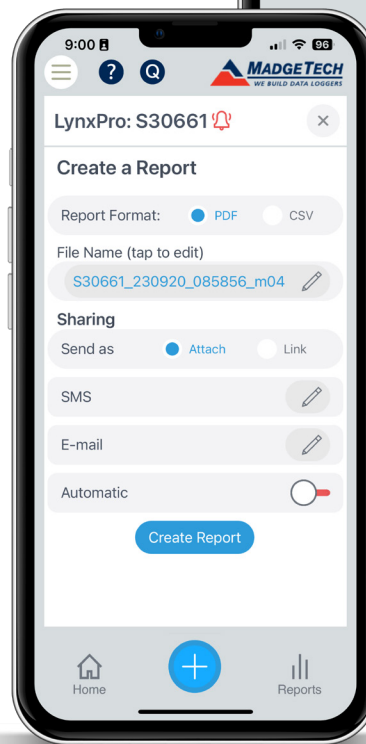 9:00 96
? Q MADGETECH
WE BUILD DATA LOGGERS
LynxPro: S30661
Create a Report
Report Format: PDF CSV
File Name (tap to edit)
S30661_230920_085856_m04
Sharing
Send as Attach Link
SMS
E-mail
Automatic
Create Report
Home Reports